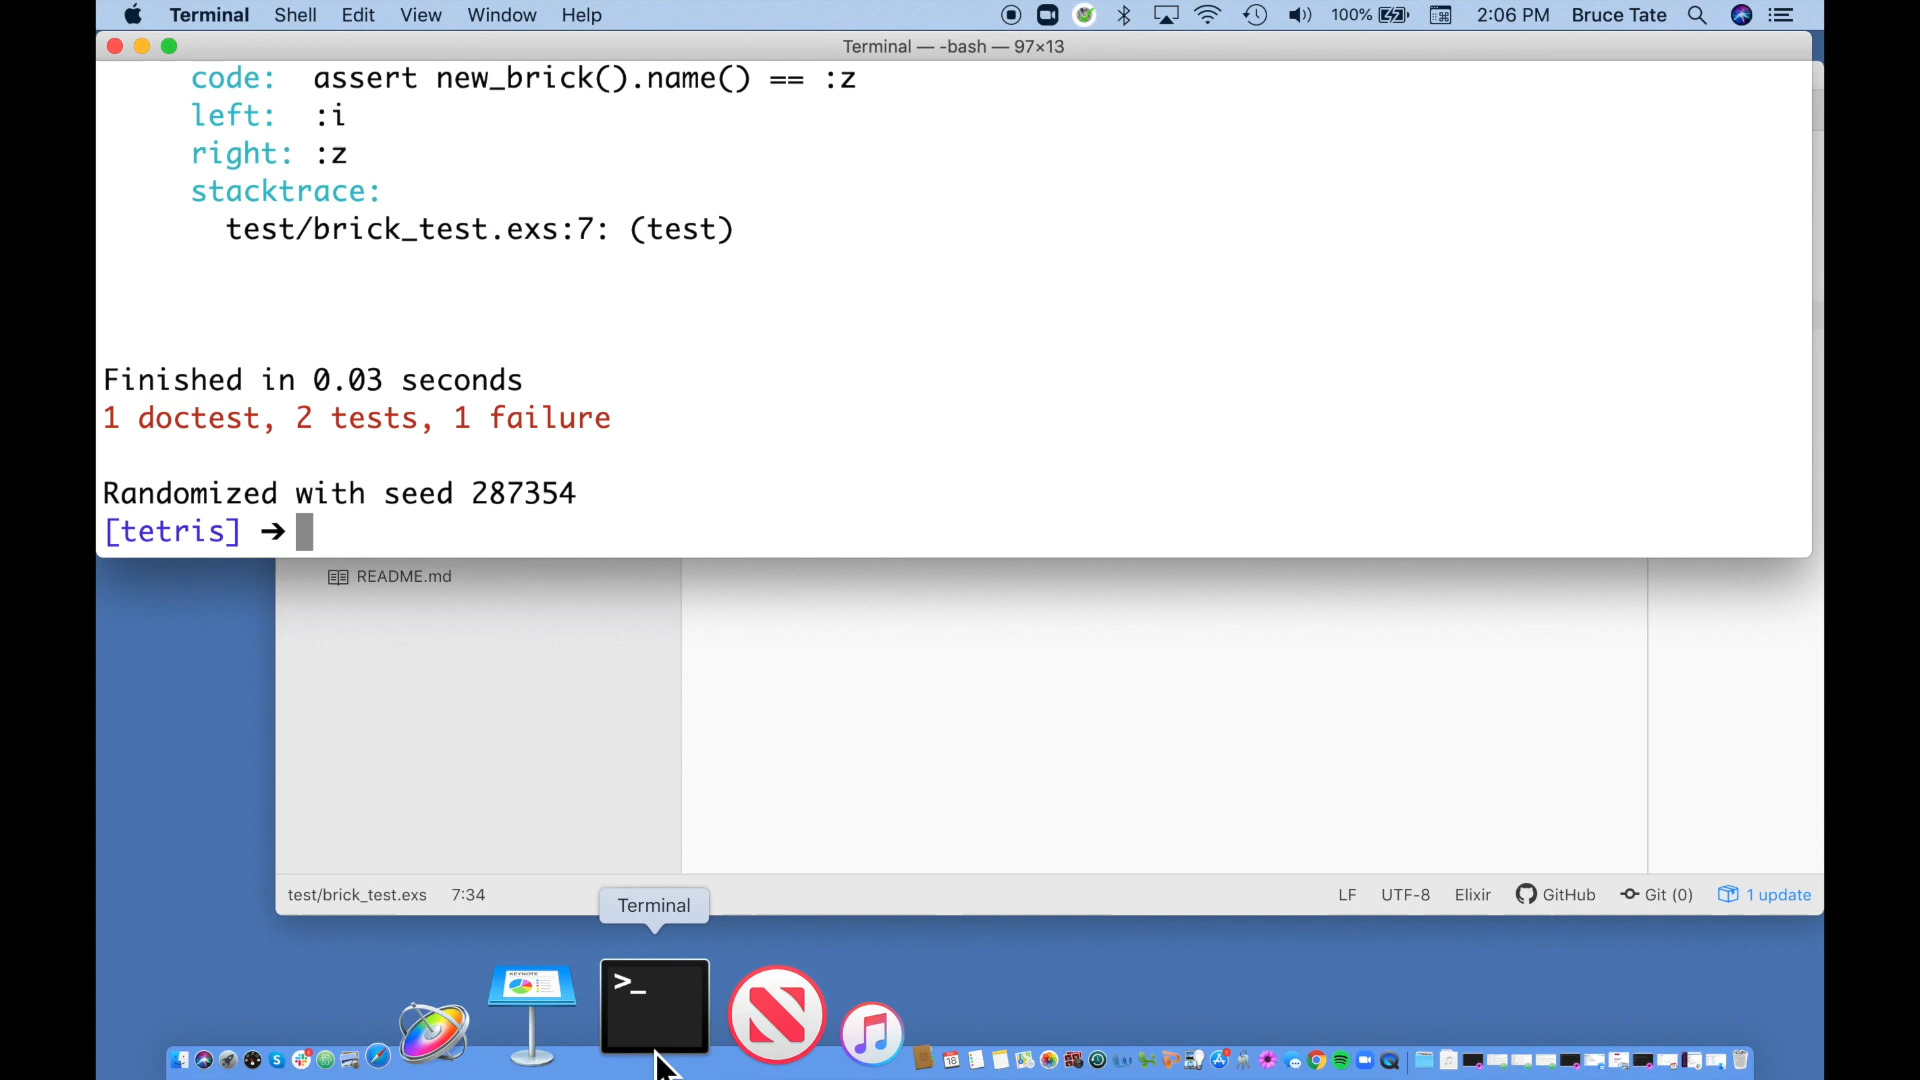 Terminal Shell Edit View Window Help 100% 2:06 PM Bruce Tate
Terminal — -bash — 97×13
code: assert new_brick().name() == :z
left: :i
right: :z
stacktrace:
test/brick_test.exs:7: (test)
Finished in 0.03 seconds
1 doctest, 2 tests, 1 failure
Randomized with seed 287354
[tetris] ➔
README.md
test/brick_test.exs 7:34 LF UTF-8 Elixir GitHub Git (0) 1 update
Terminal
KEYNOTE
>_